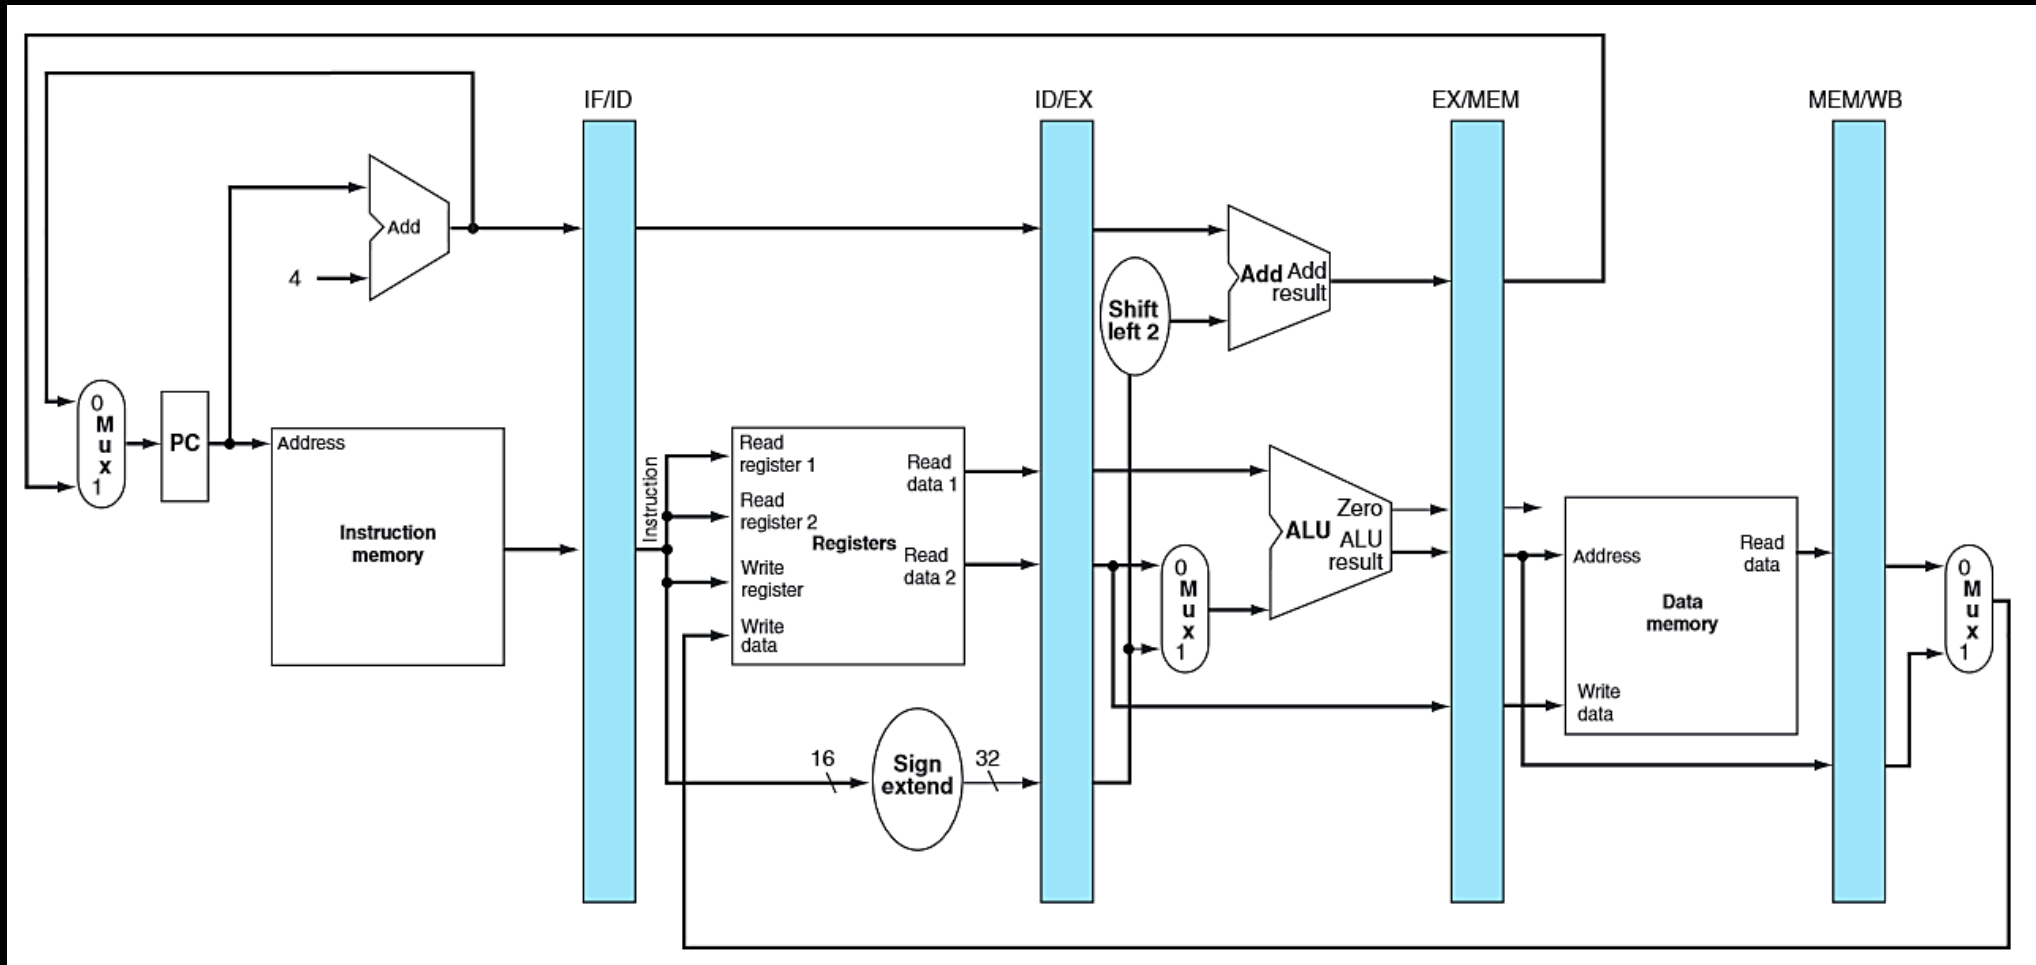 IF/ID
ID/EX
EX/MEM
MEM/WB
Add
4
Add Add
result
Shift
left 2
0
M
u
x
1
PC
Address
Instruction
memory
Instruction
Read
register 1
Read
register 2
Write
register
Write
data
Registers
Read
data 1
Read
data 2
0
M
u
x
1
Zero
ALU
ALU
result
Address
Read
data
Data
memory
Write
data
0
M
u
x
1
16
Sign
extend
32